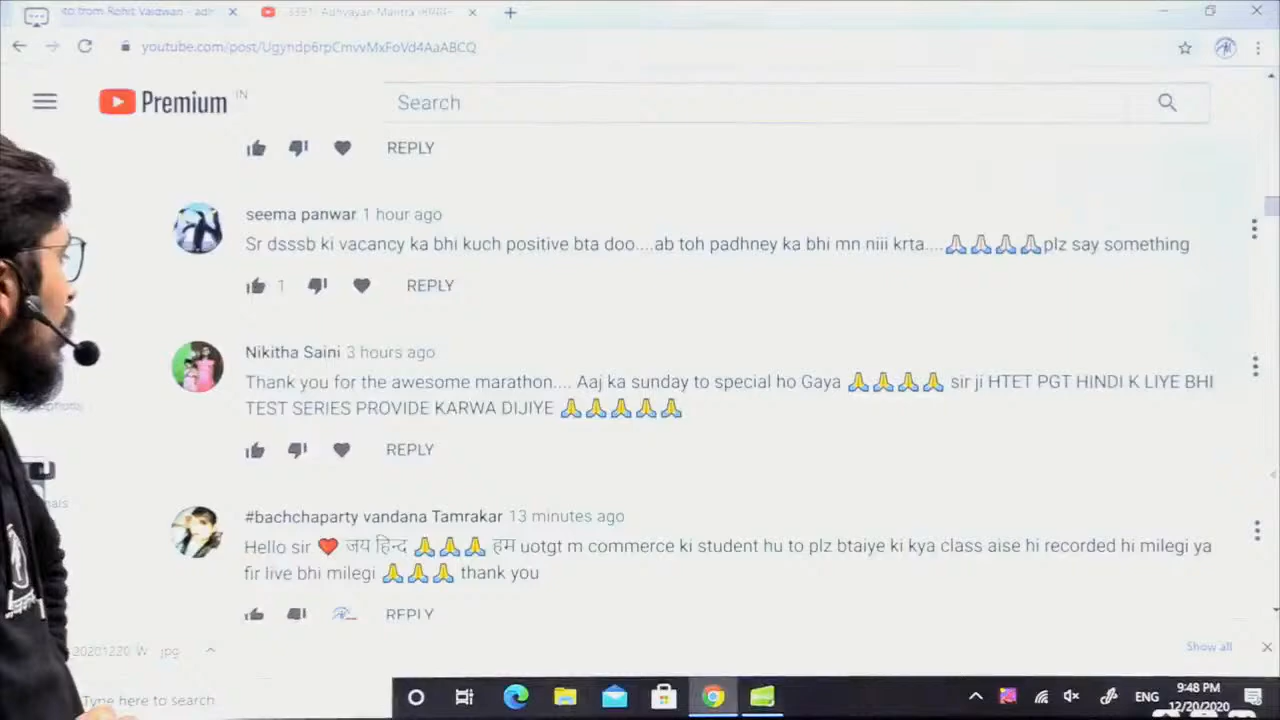 Adhyayan Mantra
youtube.com/post/Ugyndp6rpCmvvMxFoVd4AaABCQ
Premium IN
Search
REPLY
seema panwar 1 hour ago
Sr dsssb ki vacancy ka bhi kuch positive bta doo....ab toh padhney ka bhi mn niii krta....🙏🏻🙏🏻🙏🏻🙏🏻plz say something
1 REPLY
Nikitha Saini 3 hours ago
Thank you for the awesome marathon.... Aaj ka sunday to special ho Gaya 🙏🙏🙏🙏 sir ji HTET PGT HINDI K LIYE BHI
TEST SERIES PROVIDE KARWA DIJIYE 🙏🙏🙏🙏🙏
REPLY
#bachchaparty vandana Tamrakar 13 minutes ago
Hello sir ❤️ जय हिन्द 🙏🙏🙏 हम uotgt m commerce ki student hu to plz btaiye ki kya class aise hi recorded hi milegi ya
fir live bhi milegi 🙏🙏🙏 thank you
REPLY
20201220 W jpg
Show all
Type here to search
ENG
9:48 PM
12/20/2020